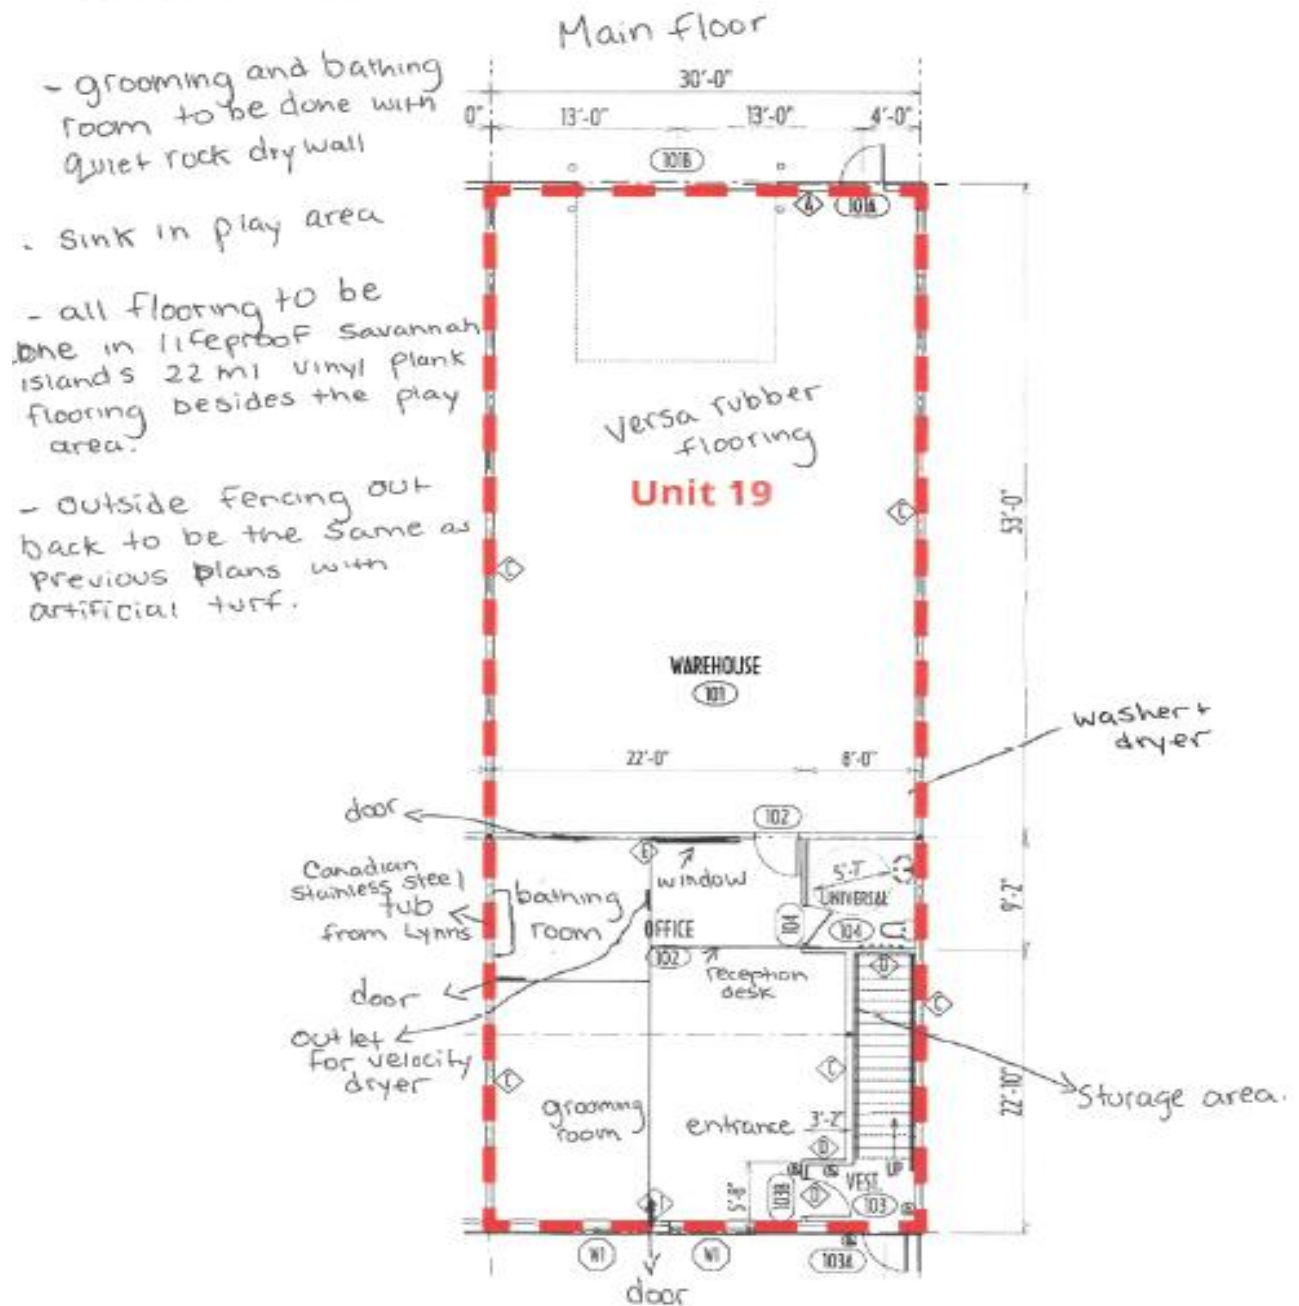 Main floor
- grooming and bathing
room to be done with
quiet rock drywall
- Sink in play area
- all flooring to be
one in lifeproof Savannah
islands 22 ml vinyl plank
flooring besides the play
area.
- Outside fencing out
back to be the same as
previous plans with
artificial turf.
30'-0"
0"
13'-0"
13'-0"
4'-0"
101B
A
101A
Versa rubber
flooring
Unit 19
C
53'-0"
C
WAREHOUSE
101
washer +
dryer
22'-0"
8'-0"
door
102
E
window
5'-7"
9'-2"
Canadian
Stainless steel
tub
from Lynns
bathing
room
UNIVERSAL
OFFICE
104
104
102
reception
desk
D
C
door
Outlet
for velocity
dryer
C
C
Storage area.
22'-10"
grooming
room
entrance
3'-2"
D
UP
5'-8"
103B
D
VEST.
103
W1
W1
103A
door